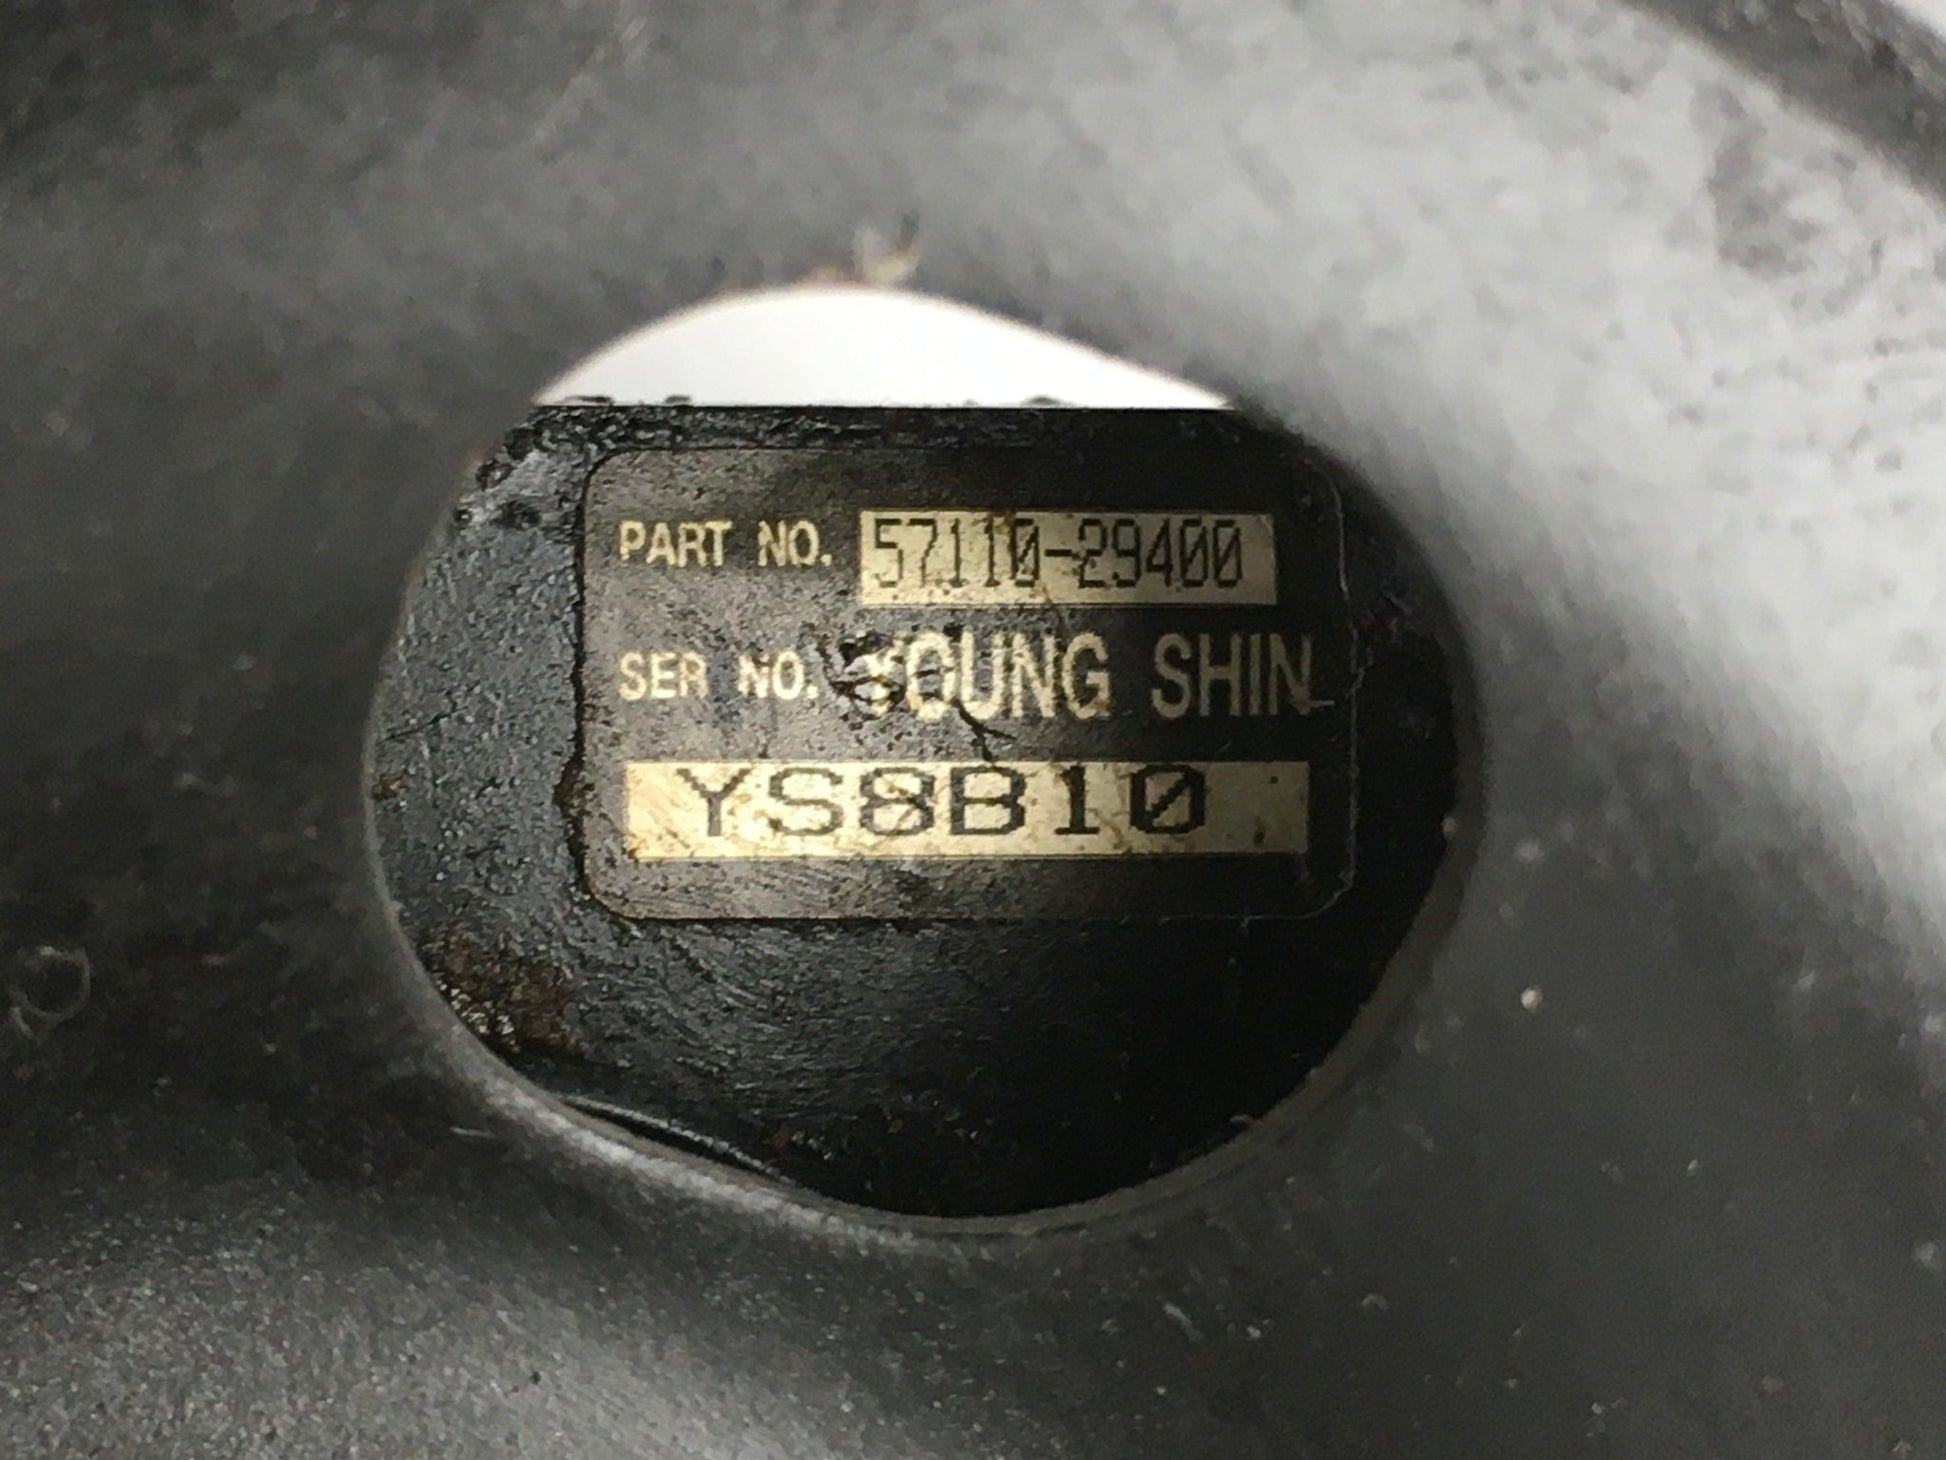 PART NO. 57110-29400
SER NO. YOUNG SHIN
YS8B10